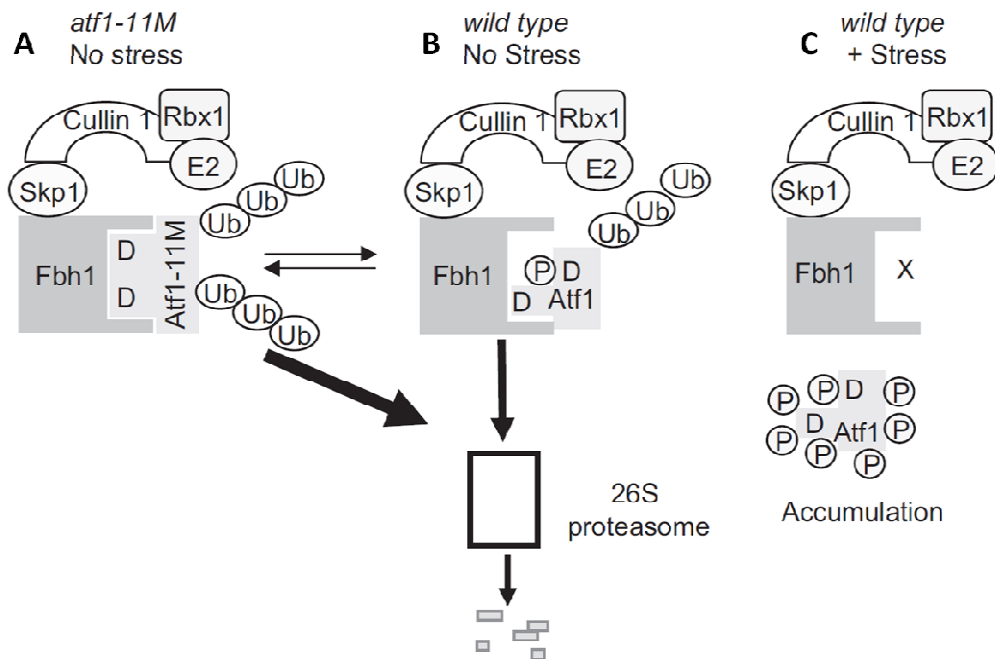 A
atf1-11M
No stress
Cullin 1
Rbx1
E2
Skp1
Ub
Ub
Ub
Fbh1
D
D
Atf1-11M
Ub
Ub
Ub
B
wild type
No Stress
Cullin 1
Rbx1
E2
Skp1
Ub
Ub
Ub
Fbh1
P
D
D
Atf1
C
wild type
+ Stress
Cullin 1
Rbx1
E2
Skp1
Fbh1
X
P
P
D
P
D
P
Atf1
P
P
P
Accumulation
26S
proteasome